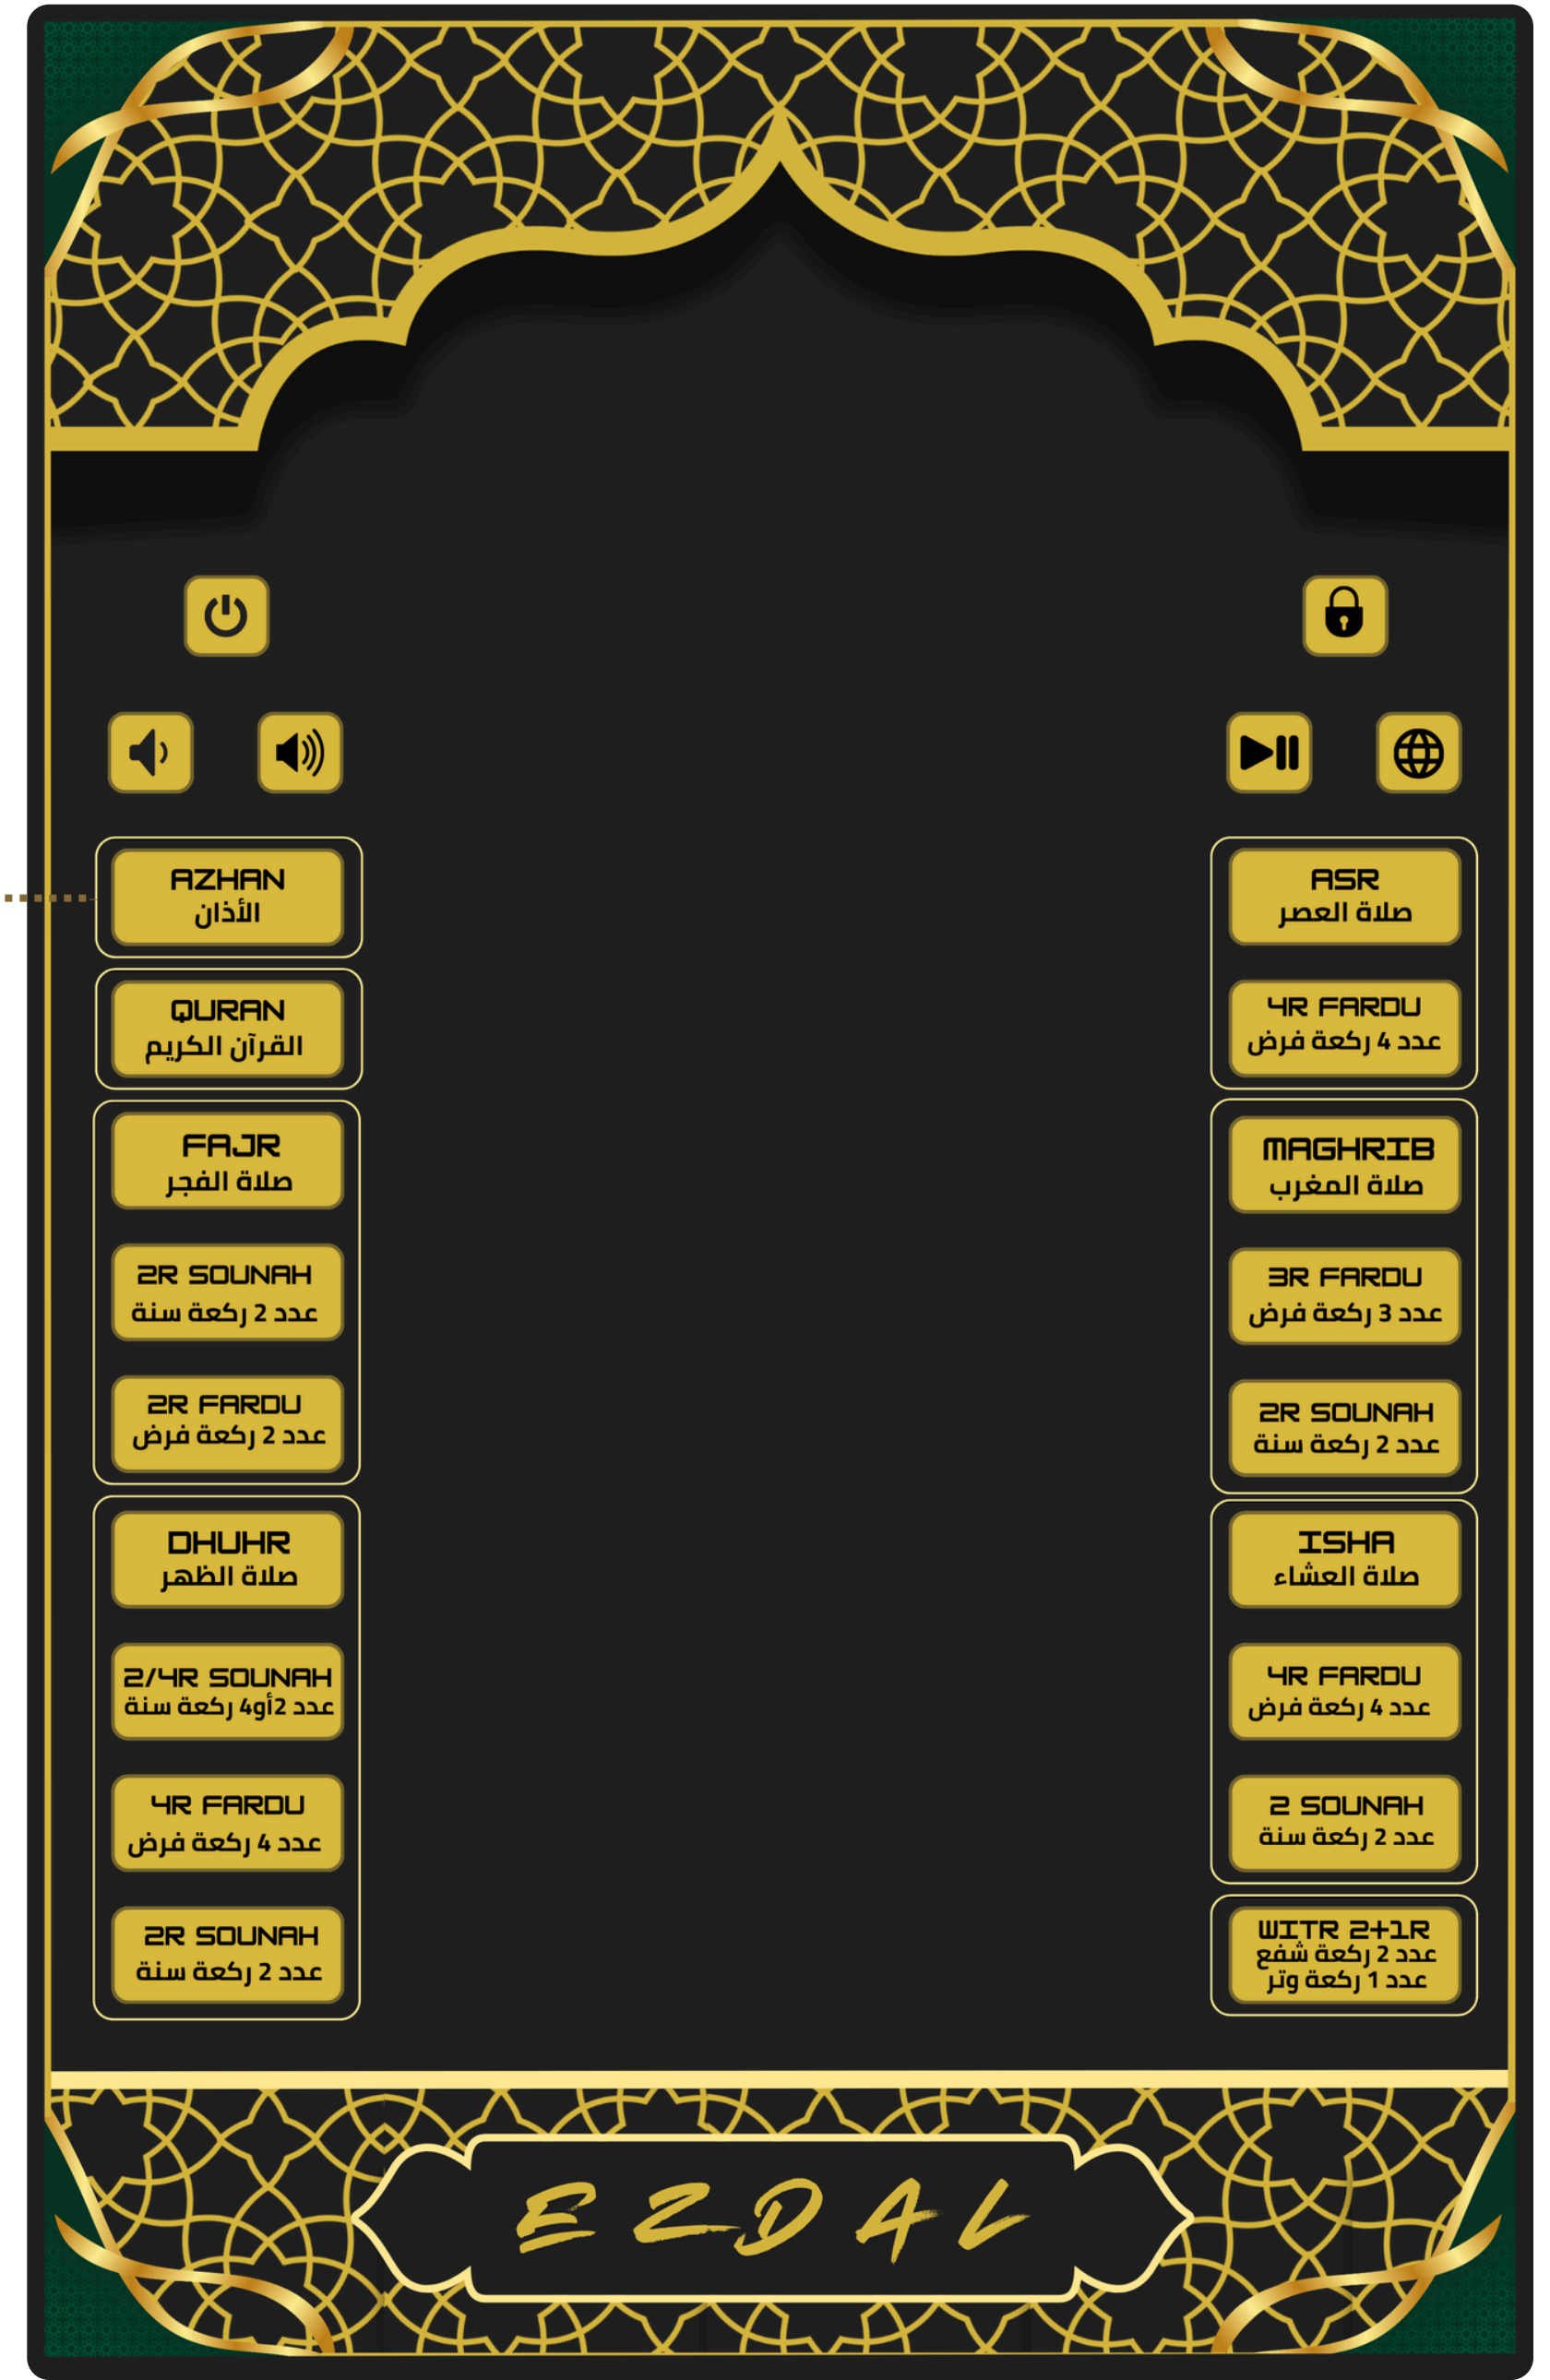 AZHAN
الأذان
QURAN
القرآن الكريم
FAJR
صلاة الفجر
2R SOUNAH
عدد 2 ركعة سنة
2R FARDU
عدد 2 ركعة فرض
DHUHR
صلاة الظهر
2/4R SOUNAH
عدد 2أو4 ركعة سنة
4R FARDU
عدد 4 ركعة فرض
2R SOUNAH
عدد 2 ركعة سنة
ASR
صلاة العصر
4R FARDU
عدد 4 ركعة فرض
MAGHRIB
صلاة المغرب
3R FARDU
عدد 3 ركعة فرض
2R SOUNAH
عدد 2 ركعة سنة
ISHA
صلاة العشاء
4R FARDU
عدد 4 ركعة فرض
2 SOUNAH
عدد 2 ركعة سنة
WITR 2+1R
عدد 2 ركعة شفع
عدد 1 ركعة وتر
EZDAL